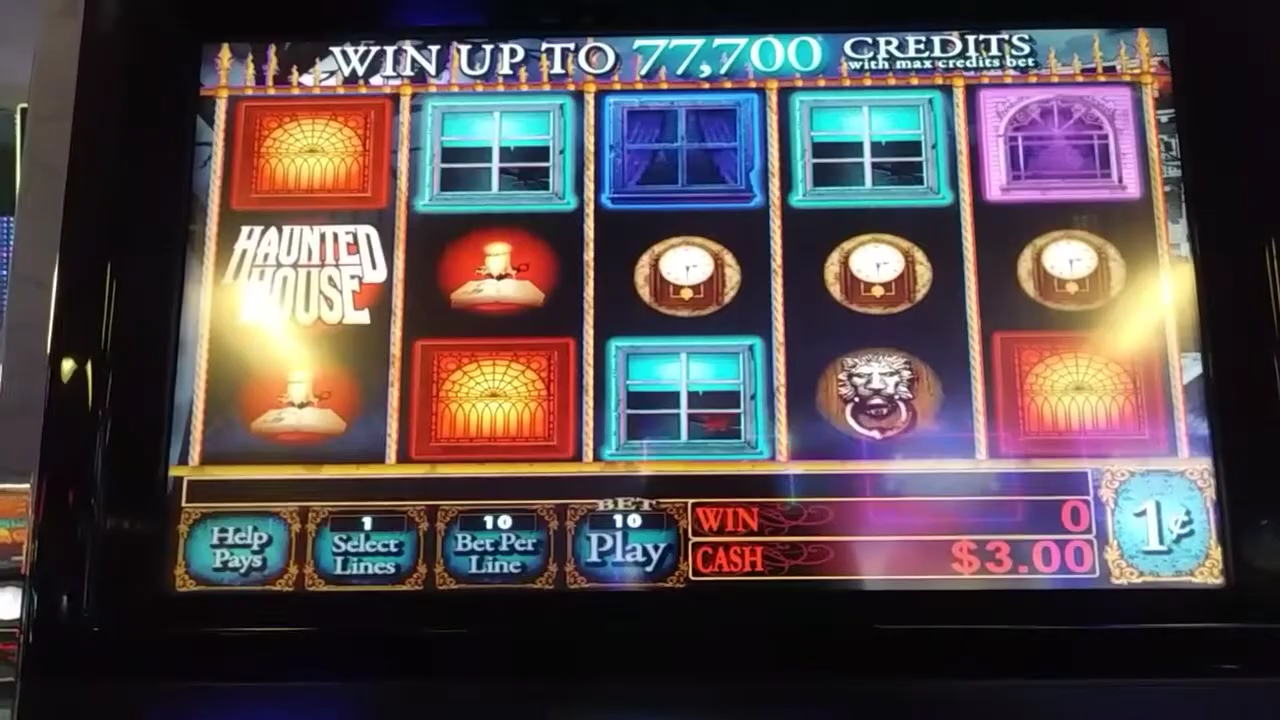 WIN UP TO 77,700 CREDITS
with max credits bet
HAUNTED
HOUSE
Help
Pays
1
Select
Lines
10
Bet Per
Line
BET
10
Play
WIN 0
CASH $3.00
1¢